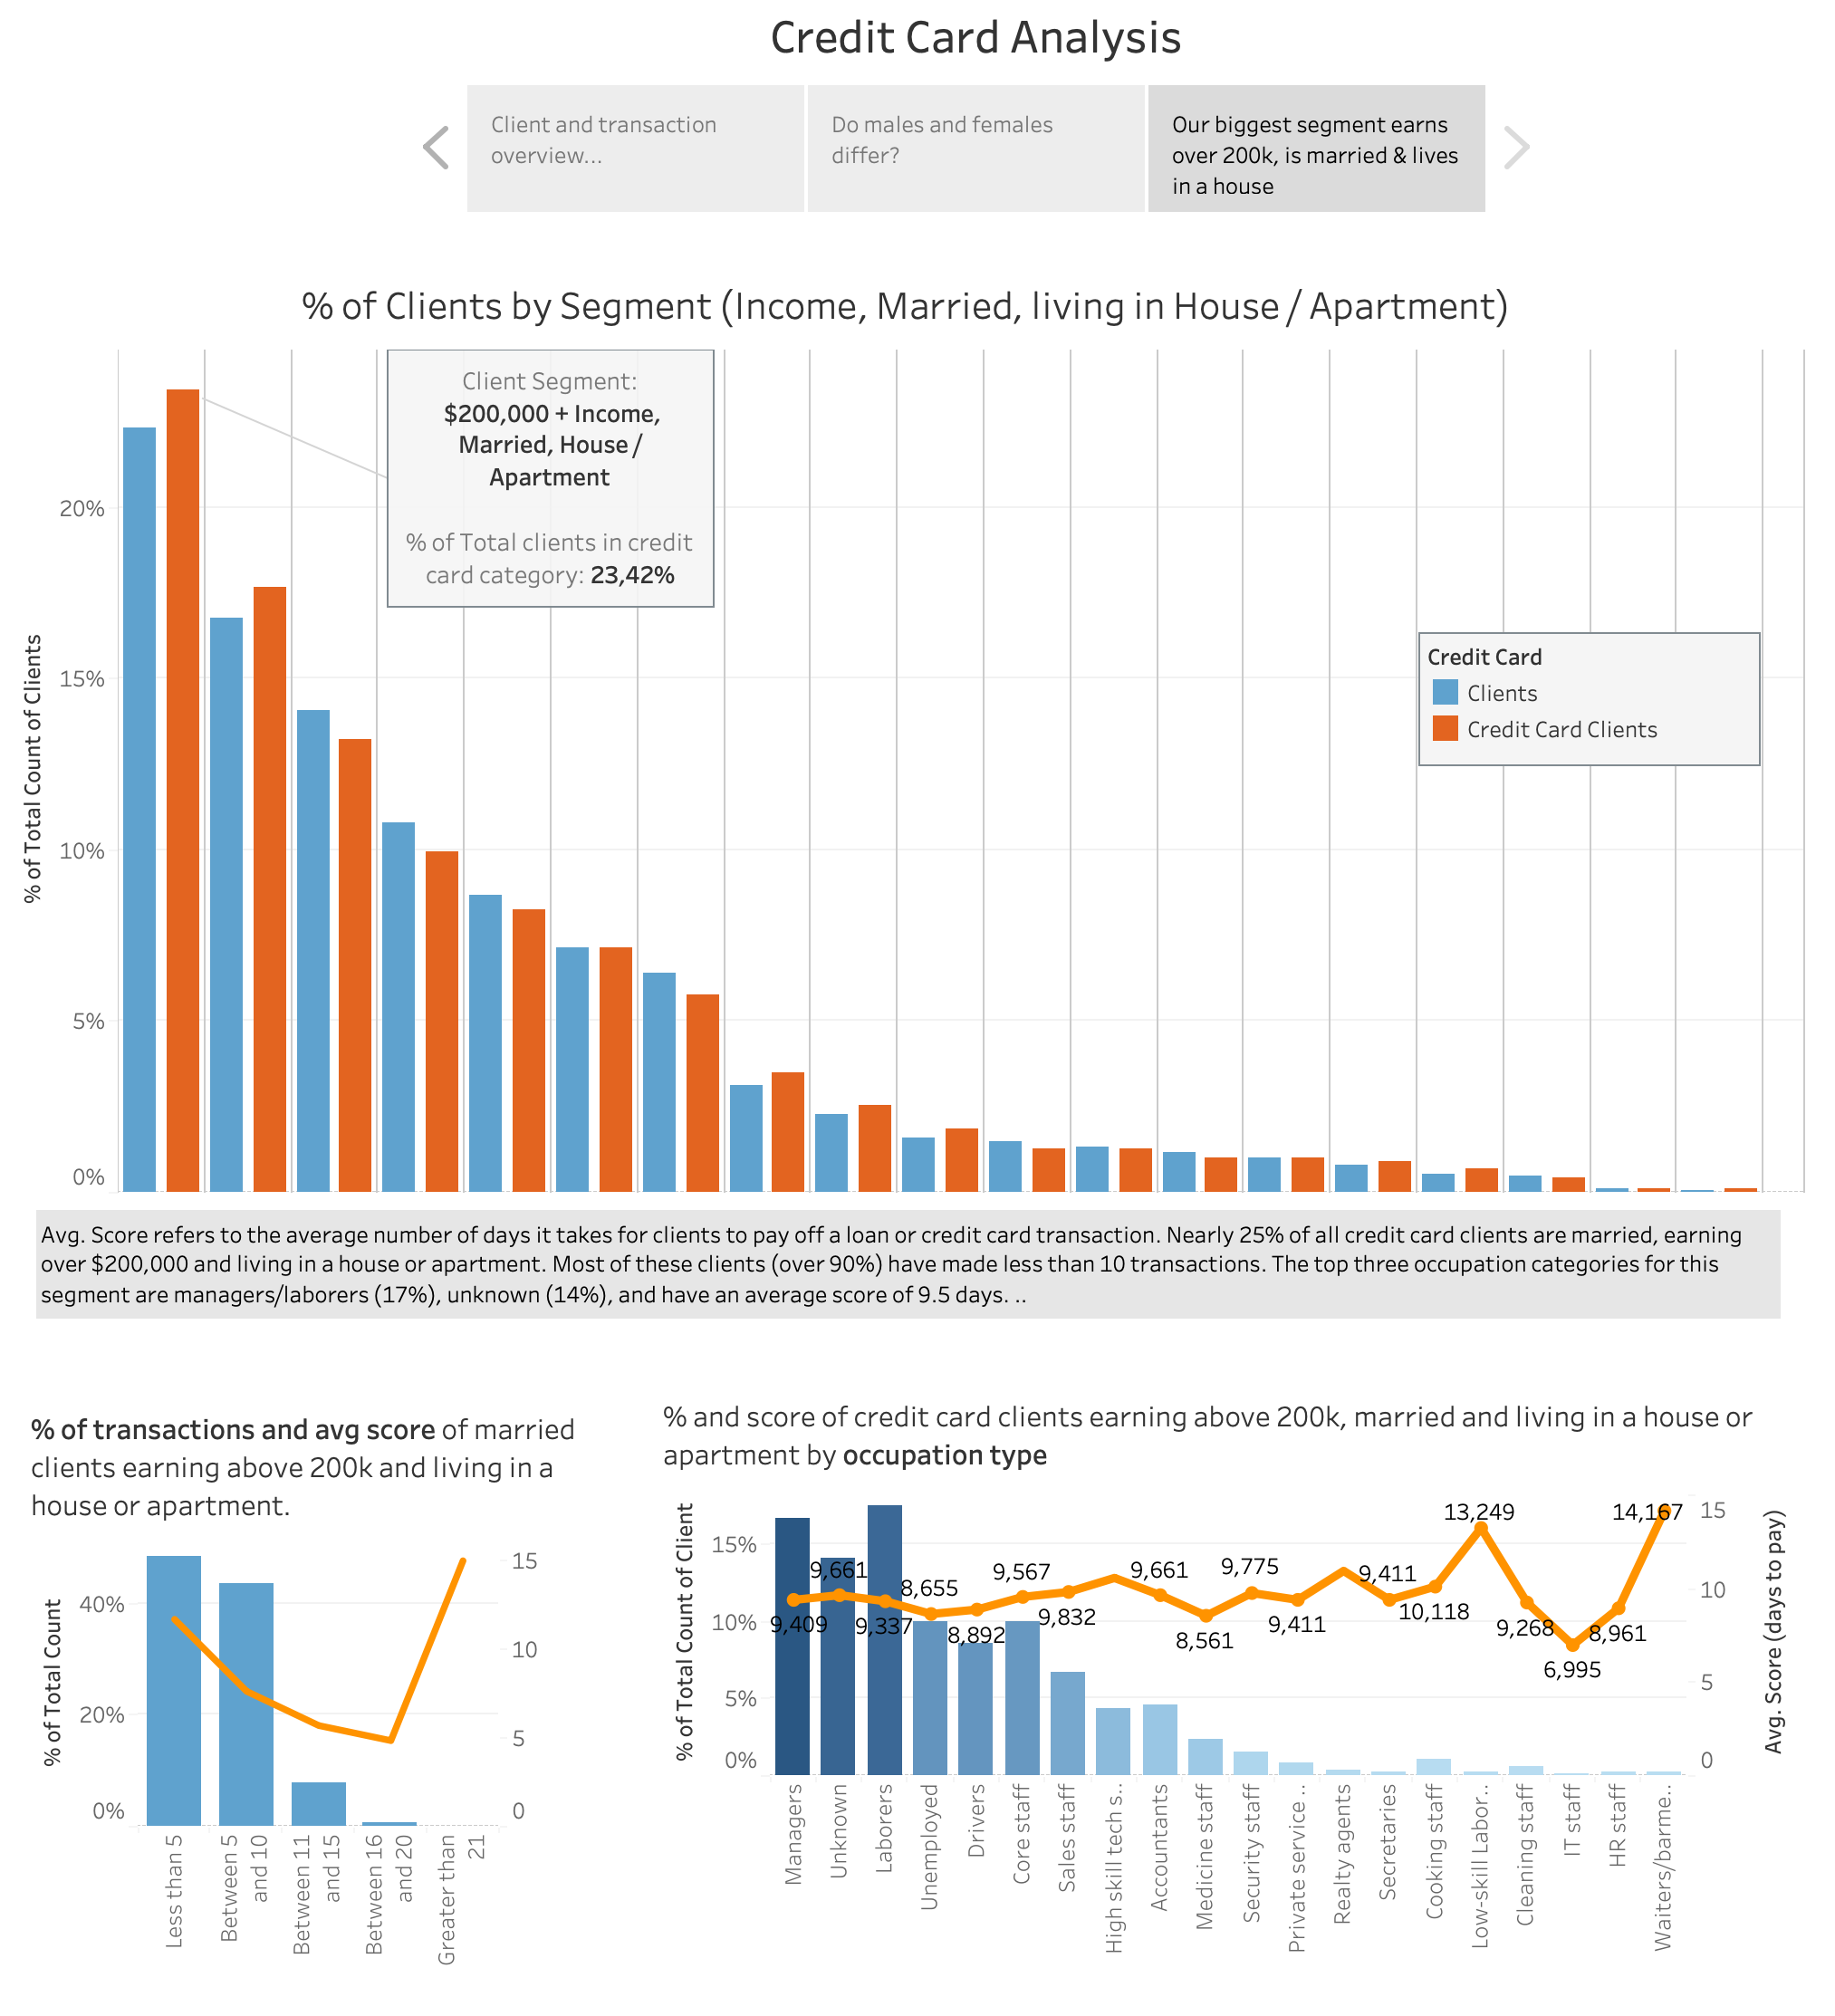 Credit Card Analysis
Client and transaction
overview...
Do males and females
differ?
Our biggest segment earns
over 200k, is married & lives
in a house
% of Clients by Segment (Income, Married, living in House / Apartment)
Client Segment:
$200,000 + Income,
Married, House /
Apartment
% of Total clients in credit
card category: 23,42%
% of Total Count of Clients
20%
15%
10%
5%
0%
Credit Card
Clients
Credit Card Clients
Avg. Score refers to the average number of days it takes for clients to pay off a loan or credit card transaction. Nearly 25% of all credit card clients are married, earning
over $200,000 and living in a house or apartment. Most of these clients (over 90%) have made less than 10 transactions. The top three occupation categories for this
segment are managers/laborers (17%), unknown (14%), and have an average score of 9.5 days. ..
% of transactions and avg score of married
clients earning above 200k and living in a
house or apartment.
% of Total Count
40%
20%
0%
15
10
5
0
Less than 5
Between 5
and 10
Between 11
and 15
Between 16
and 20
Greater than
21
% and score of credit card clients earning above 200k, married and living in a house or
apartment by occupation type
% of Total Count of Client
15%
10%
5%
0%
9,409
9,661
9,337
8,655
8,892
9,567
9,832
9,661
8,561
9,775
9,411
9,411
10,118
13,249
9,268
6,995
8,961
14,167
15
10
5
0
Avg. Score (days to pay)
Managers
Unknown
Laborers
Unemployed
Drivers
Core staff
Sales staff
High skill tech s..
Accountants
Medicine staff
Security staff
Private service ..
Realty agents
Secretaries
Cooking staff
Low-skill Labor..
Cleaning staff
IT staff
HR staff
Waiters/barme..